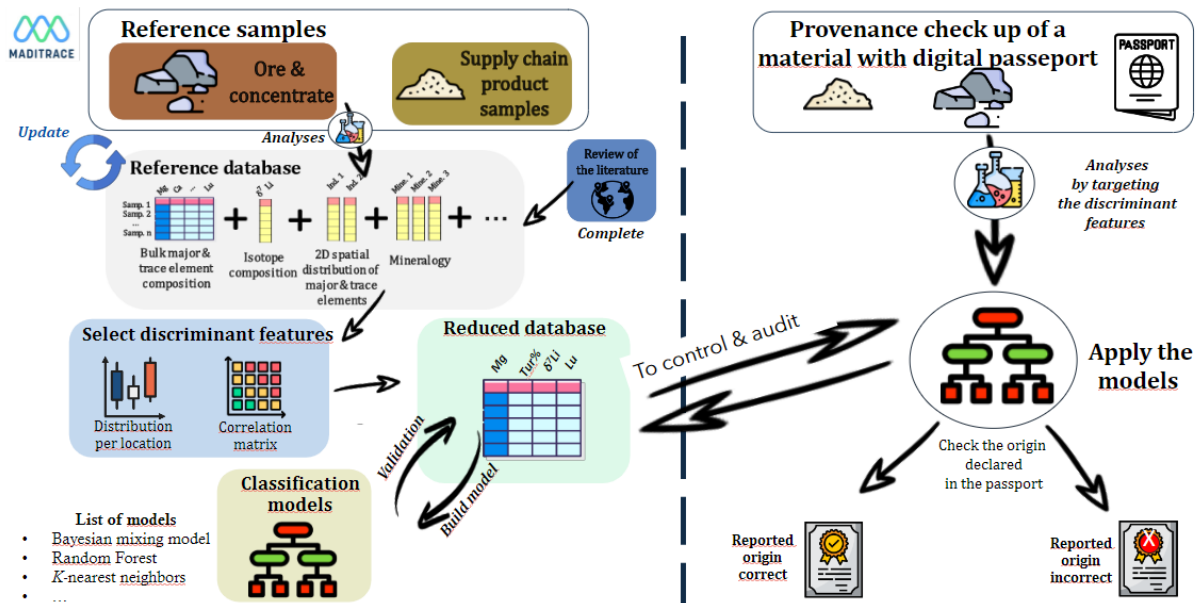 MADITRACE
Reference samples
Ore &
concentrate
Supply chain
product
samples
Update
Analyses
Reference database
Mg Ca ... Lu
δ⁷ Li
Ind. 1 Ind. 2
Mine. 1 Mine. 2 Mine. 3
Samp. 1
Samp. 2
...
Samp. n
+ + + + ...
Bulk major &
trace element
composition
Isotope
composition
2D spatial
distribution of
major & trace
elements
Mineralogy
Review of
the literature
Complete
Select discriminant features
Distribution
per location
Correlation
matrix
Reduced database
Mg Tur% δ⁷Li Lu
Validation
Build model
Classification
models
List of models
• Bayesian mixing model
• Random Forest
• K-nearest neighbors
• ...
To control & audit
Provenance check up of a
material with digital passeport
PASSPORT
Analyses
by targeting
the discriminant
features
Apply the
models
Check the origin
declared
in the passport
Reported
origin
correct
Reported
origin
incorrect
X